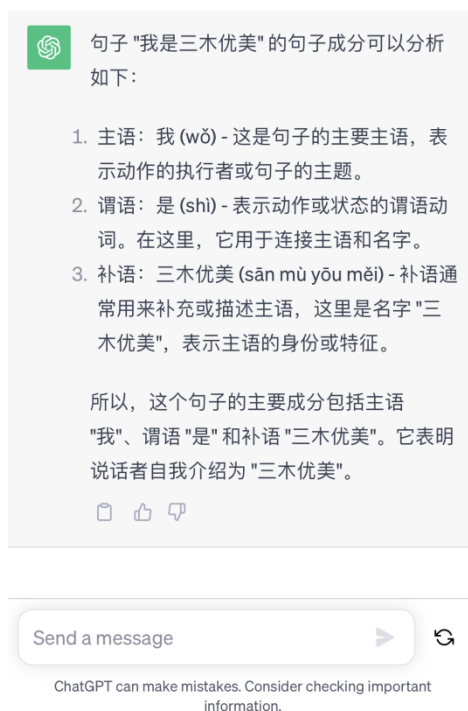 句子 "我是三木优美" 的句子成分可以分析
如下：
1. 主语：我 (wǒ) - 这是句子的主要主语，表
示动作的执行者或句子的主题。
2. 谓语：是 (shì) - 表示动作或状态的谓语动
词。在这里，它用于连接主语和名字。
3. 补语：三木优美 (sān mù yōu měi) - 补语通
常用来补充或描述主语，这里是名字 "三
木优美"，表示主语的身份或特征。
所以，这个句子的主要成分包括主语
"我"、谓语 "是" 和补语 "三木优美"。它表明
说话者自我介绍为 "三木优美"。
Send a message
ChatGPT can make mistakes. Consider checking important
information.